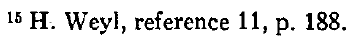 ¹⁵ H. Weyl, reference 11, p. 188.